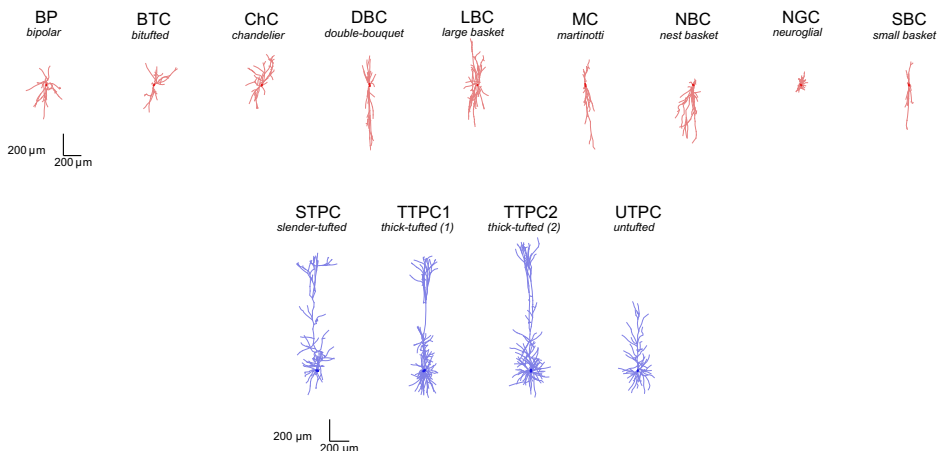 BP BTC ChC DBC LBC MC NBC NGC SBC
bipolar bitufted chandelier double-bouquet large basket martinotti nest basket neuroglial small basket
200 µm
200 µm
STPC TTPC1 TTPC2 UTPC
slender-tufted thick-tufted (1) thick-tufted (2) untufted
200 µm
200 µm